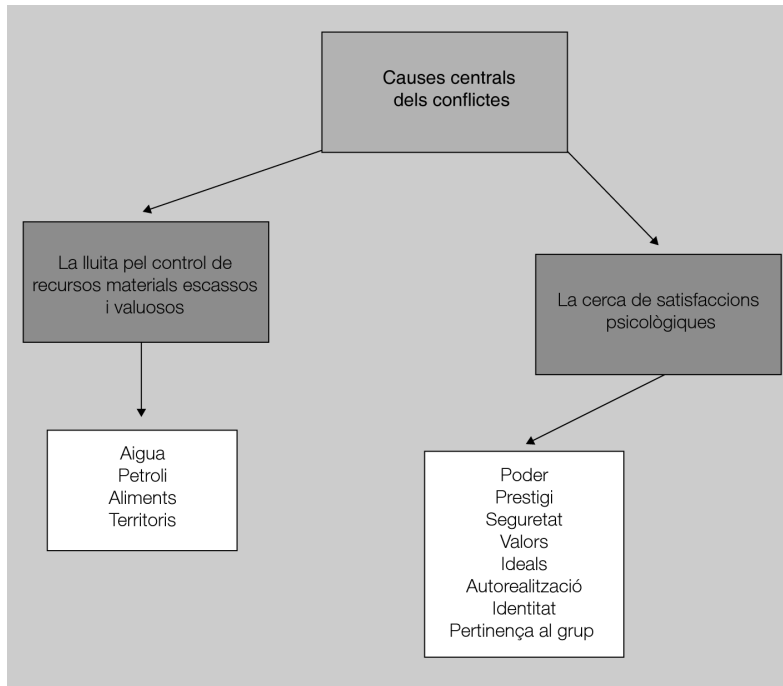 Causes centrals
dels conflictes
La lluita pel control de
recursos materials escassos
i valuosos
La cerca de satisfaccions
psicològiques
Aigua
Petroli
Aliments
Territoris
Poder
Prestigi
Seguretat
Valors
Ideals
Autorealització
Identitat
Pertinença al grup